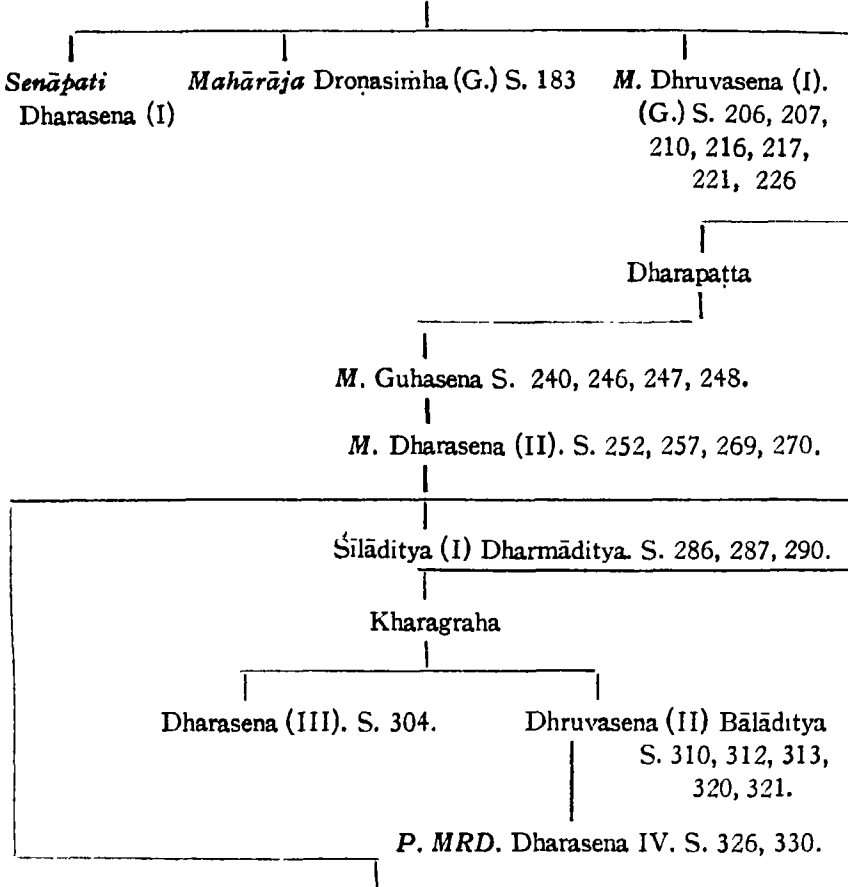 Senāpati Mahārāja Droṇasiṁha (G.) S. 183 M. Dhruvasena (I).
Dharasena (I) (G.) S. 206, 207,
210, 216, 217,
221, 226
Dharapaṭta
M. Guhasena S. 240, 246, 247, 248.
M. Dharasena (II). S. 252, 257, 269, 270.
Śīlāditya (I) Dharmāditya. S. 286, 287, 290.
Kharagraha
Dharasena (III). S. 304. Dhruvasena (II) Bālāditya
S. 310, 312, 313,
320, 321.
P. MRD. Dharasena IV. S. 326, 330.